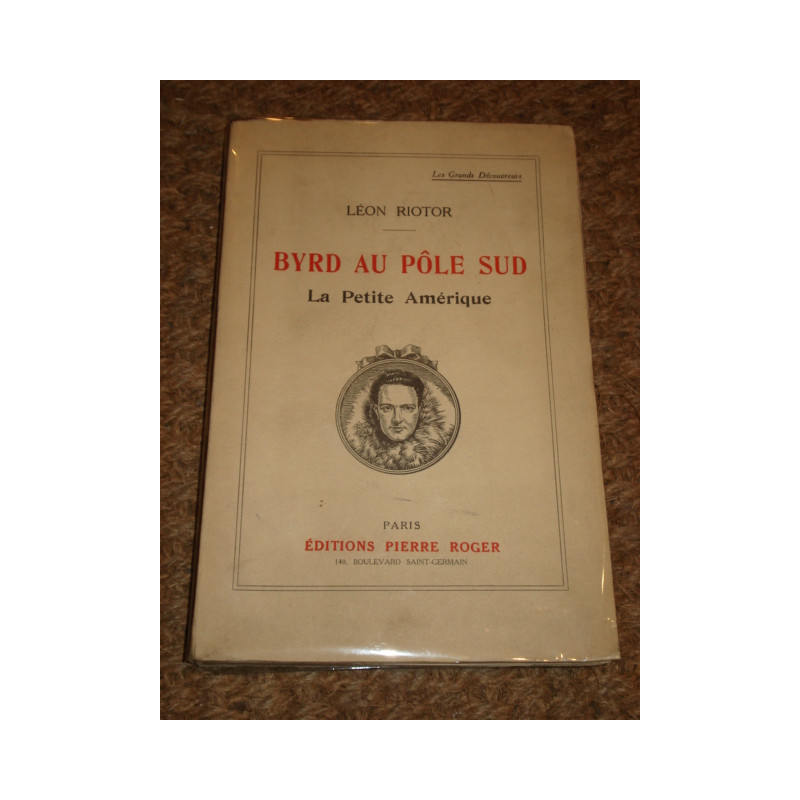 Les Grands Découvreurs
LÉON RIOTOR
BYRD AU PÔLE SUD
La Petite Amérique
PARIS
ÉDITIONS PIERRE ROGER
140, BOULEVARD SAINT-GERMAIN